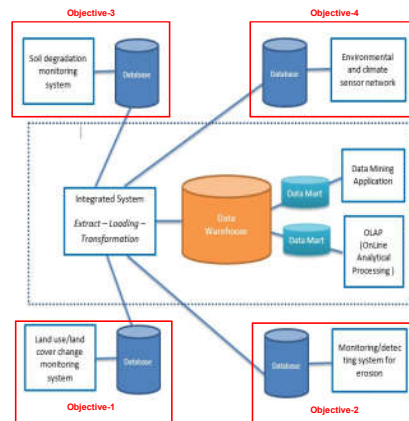 Objective-3
Objective-4
Soil degradation
monitoring
system
Database
Database
Environmental
and climate
sensor network
Integrated System
Extract – Loading –
Transformation
Data
Warehouse
Data Mart
Data Mart
Data Mining
Application
OLAP
(OnLine
Analytical
Processing )
Land use/land
cover change
monitoring
system
Database
Database
Monitoring/detec
ting system for
erosion
Objective-1
Objective-2